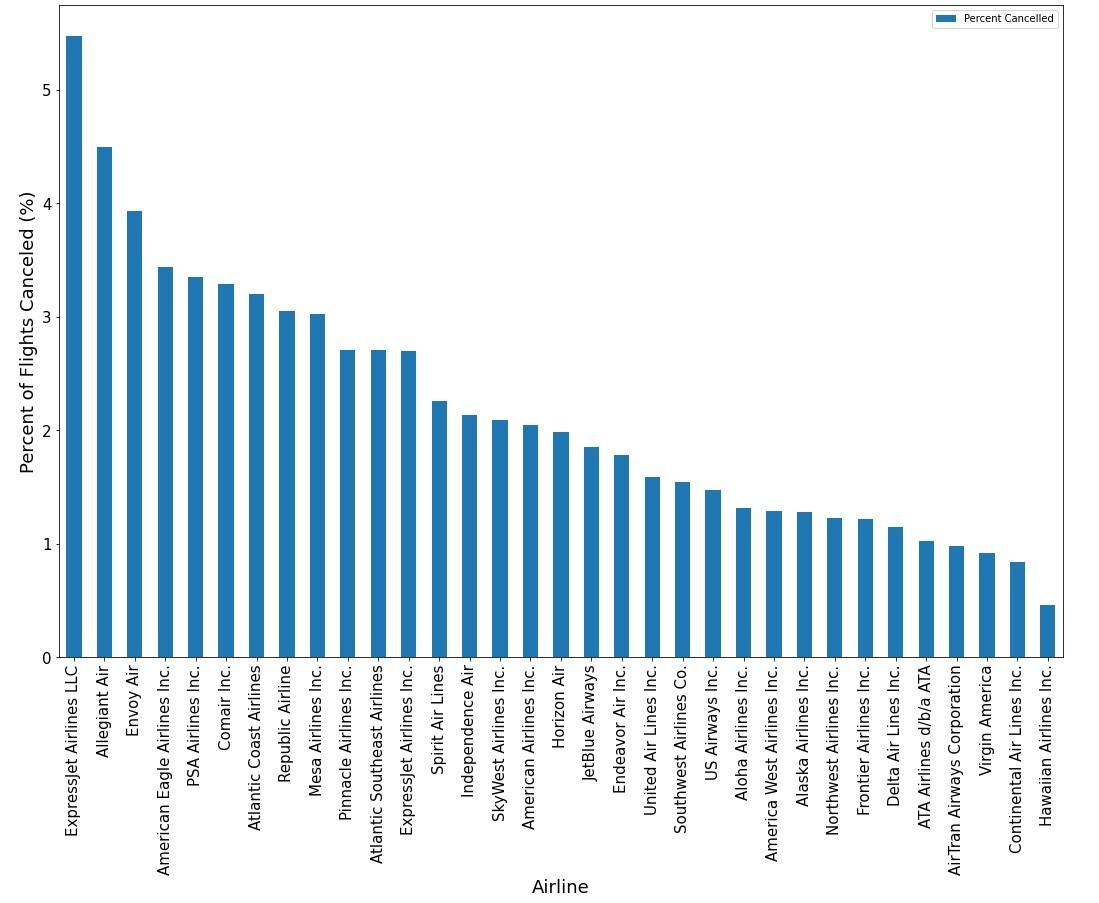 Percent Cancelled
Percent of Flights Canceled (%)
5
4
3
2
1
0
ExpressJet Airlines LLC
Allegiant Air
Envoy Air
American Eagle Airlines Inc.
PSA Airlines Inc.
Comair Inc.
Atlantic Coast Airlines
Republic Airline
Mesa Airlines Inc.
Pinnacle Airlines Inc.
Atlantic Southeast Airlines
ExpressJet Airlines Inc.
Spirit Air Lines
Independence Air
SkyWest Airlines Inc.
American Airlines Inc.
Horizon Air
JetBlue Airways
Endeavor Air Inc.
United Air Lines Inc.
Southwest Airlines Co.
US Airways Inc.
Aloha Airlines Inc.
America West Airlines Inc.
Alaska Airlines Inc.
Northwest Airlines Inc.
Frontier Airlines Inc.
Delta Air Lines Inc.
ATA Airlines d/b/a ATA
AirTran Airways Corporation
Virgin America
Continental Air Lines Inc.
Hawaiian Airlines Inc.
Airline